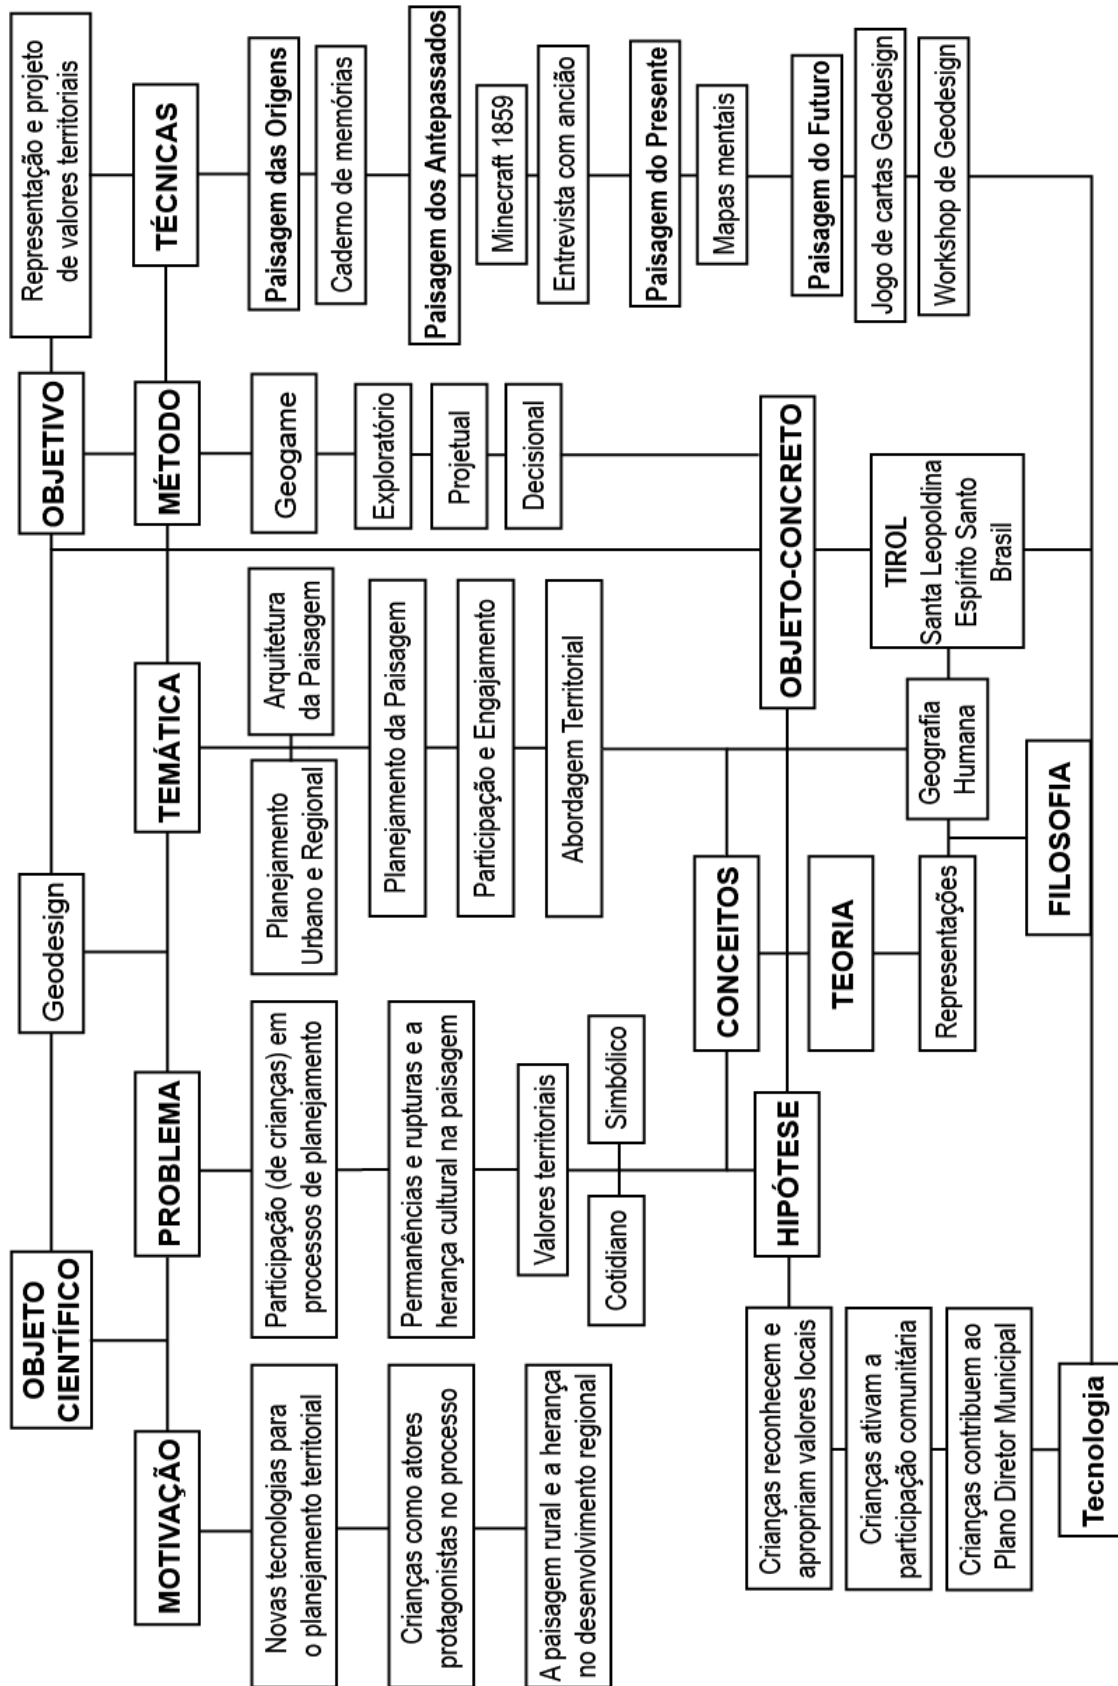 OBJETO
CIENTÍFICO
Geodesign
OBJETIVO
Representação e projeto
de valores territoriais
MOTIVAÇÃO
PROBLEMA
TEMÁTICA
MÉTODO
TÉCNICAS
Novas tecnologias para
o planejamento territorial
Crianças como atores
protagonistas no processo
A paisagem rural e a herança
no desenvolvimento regional
Participação (de crianças) em
processos de planejamento
Permanências e rupturas e a
herança cultural na paisagem
Valores territoriais
Cotidiano
Simbólico
Planejamento
Urbano e Regional
Arquitetura
da Paisagem
Planejamento da Paisagem
Participação e Engajamento
Abordagem Territorial
Geogame
Exploratório
Projetual
Decisional
Paisagem das Origens
Caderno de memórias
Paisagem dos Antepassados
Minecraft 1859
Entrevista com ancião
Paisagem do Presente
Mapas mentais
Paisagem do Futuro
Jogo de cartas Geodesign
Workshop de Geodesign
CONCEITOS
HIPÓTESE
OBJETO-CONCRETO
Crianças reconhecem e
apropriam valores locais
Crianças ativam a
participação comunitária
Crianças contribuem ao
Plano Diretor Municipal
TEORIA
Representações
Geografia
Humana
TIROL
Santa Leopoldina
Espírito Santo
Brasil
FILOSOFIA
Tecnologia